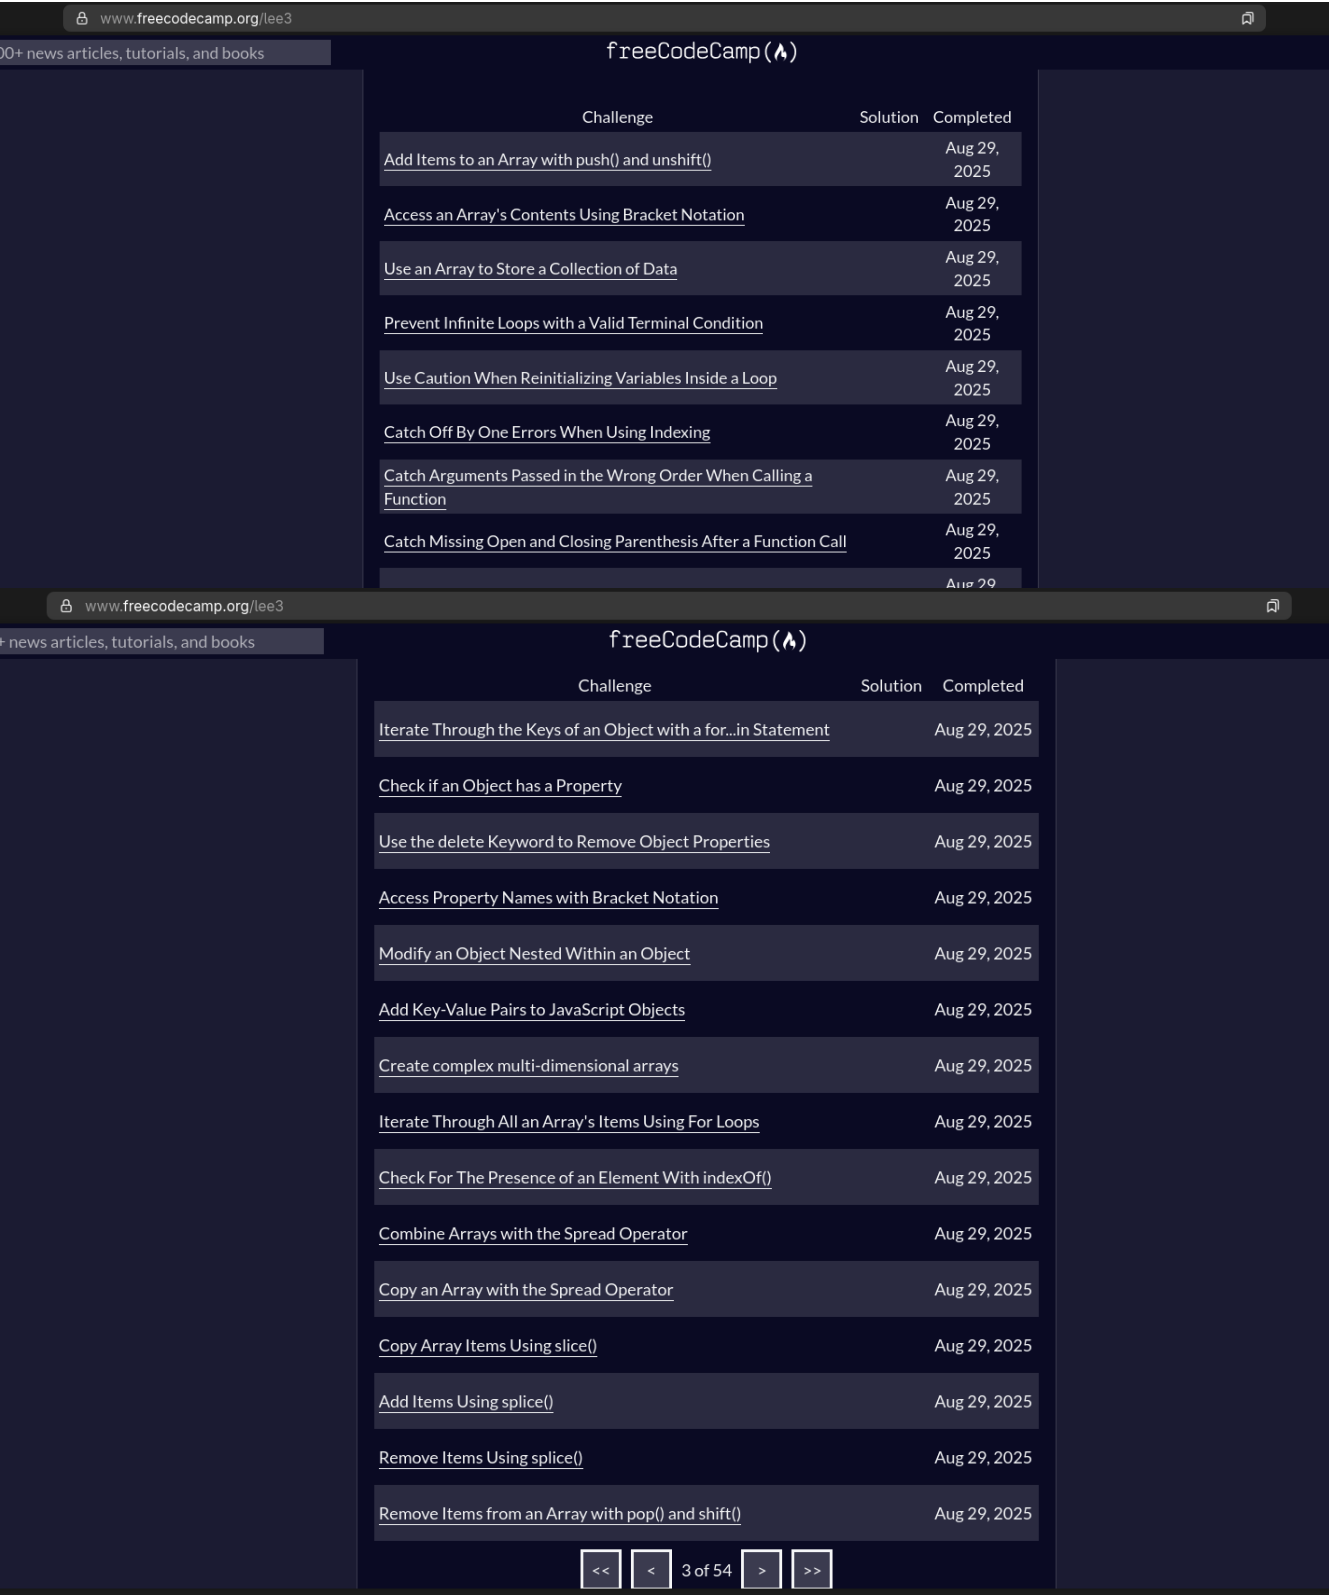 www.freecodecamp.org/lee3
00+ news articles, tutorials, and books
freeCodeCamp(🔥)
Challenge Solution Completed
Add Items to an Array with push() and unshift() Aug 29, 2025
Access an Array's Contents Using Bracket Notation Aug 29, 2025
Use an Array to Store a Collection of Data Aug 29, 2025
Prevent Infinite Loops with a Valid Terminal Condition Aug 29, 2025
Use Caution When Reinitializing Variables Inside a Loop Aug 29, 2025
Catch Off By One Errors When Using Indexing Aug 29, 2025
Catch Arguments Passed in the Wrong Order When Calling a
Function Aug 29, 2025
Catch Missing Open and Closing Parenthesis After a Function Call Aug 29, 2025
Aug 29
www.freecodecamp.org/lee3
+ news articles, tutorials, and books
freeCodeCamp(🔥)
Challenge Solution Completed
Iterate Through the Keys of an Object with a for...in Statement Aug 29, 2025
Check if an Object has a Property Aug 29, 2025
Use the delete Keyword to Remove Object Properties Aug 29, 2025
Access Property Names with Bracket Notation Aug 29, 2025
Modify an Object Nested Within an Object Aug 29, 2025
Add Key-Value Pairs to JavaScript Objects Aug 29, 2025
Create complex multi-dimensional arrays Aug 29, 2025
Iterate Through All an Array's Items Using For Loops Aug 29, 2025
Check For The Presence of an Element With indexOf() Aug 29, 2025
Combine Arrays with the Spread Operator Aug 29, 2025
Copy an Array with the Spread Operator Aug 29, 2025
Copy Array Items Using slice() Aug 29, 2025
Add Items Using splice() Aug 29, 2025
Remove Items Using splice() Aug 29, 2025
Remove Items from an Array with pop() and shift() Aug 29, 2025
<< < 3 of 54 > >>